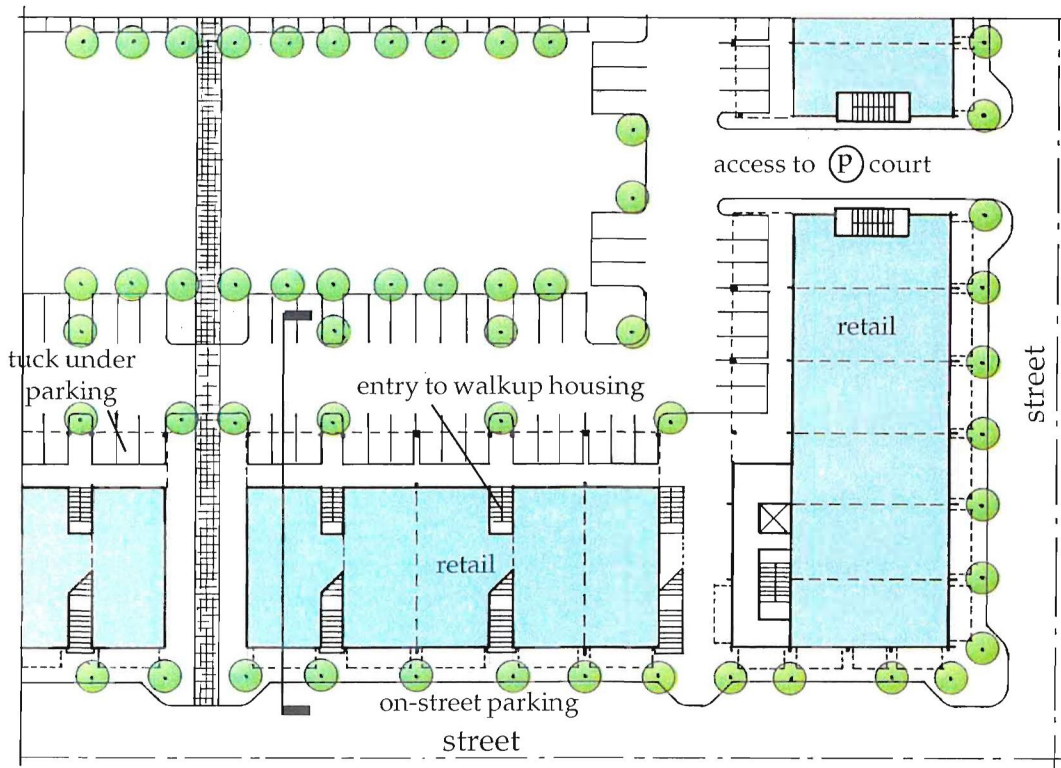 access to P court
retail
street
tuck under
parking
entry to walkup housing
retail
on-street parking
street